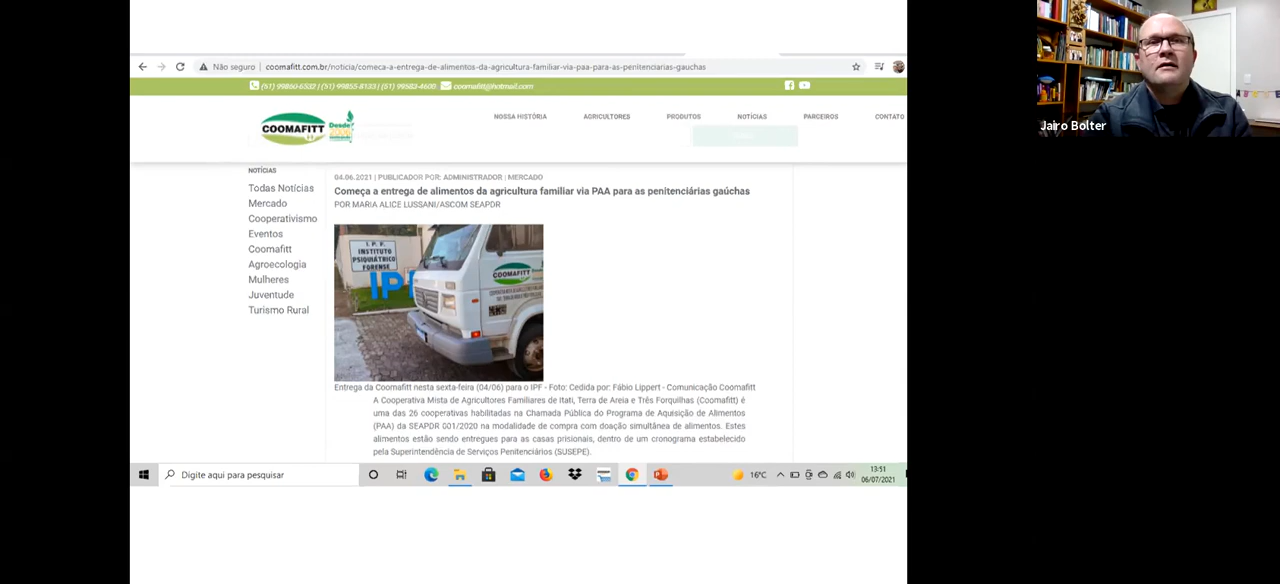 Não seguro
coomafitt.com.br/noticia/comeca-a-entrega-de-alimentos-da-agricultura-familiar-via-paa-para-as-penitenciarias-gauchas
(51) 99860-6532 | (51) 99855-8133 | (51) 99583-4605 coomafitt@hotmail.com
COOMAFITT
Desde
NOSSA HISTÓRIA
AGRICULTORES
PRODUTOS
NOTÍCIAS
PARCEIROS
CONTATO
NOTÍCIAS
Todas Notícias
Mercado
Cooperativismo
Eventos
Coomafitt
Agroecologia
Mulheres
Juventude
Turismo Rural
04.06.2021 | PUBLICADOR POR: ADMINISTRADOR | MERCADO
Começa a entrega de alimentos da agricultura familiar via PAA para as penitenciárias gaúchas
POR MARIA ALICE LUSSANI/ASCOM SEAPDR
I. P. F.
INSTITUTO
PSIQUIÁTRICO
FORENSE
IPF
COOMAFITT
Entrega da Coomafitt nesta sexta-feira (04/06) para o IPF - Foto: Cedida por: Fábio Lippert - Comunicação Coomafitt
A Cooperativa Mista de Agricultores Familiares de Itati, Terra de Areia e Três Forquilhas (Coomafitt) é
uma das 26 cooperativas habilitadas na Chamada Pública do Programa de Aquisição de Alimentos
(PAA) da SEAPDR 001/2020 na modalidade de compra com doação simultânea de alimentos. Estes
alimentos estão sendo entregues para as casas prisionais, dentro de um cronograma estabelecido
pela Superintendência de Serviços Penitenciários (SUSEPE).
Digite aqui para pesquisar
16°C
13:51
06/07/2021
Jairo Bolter